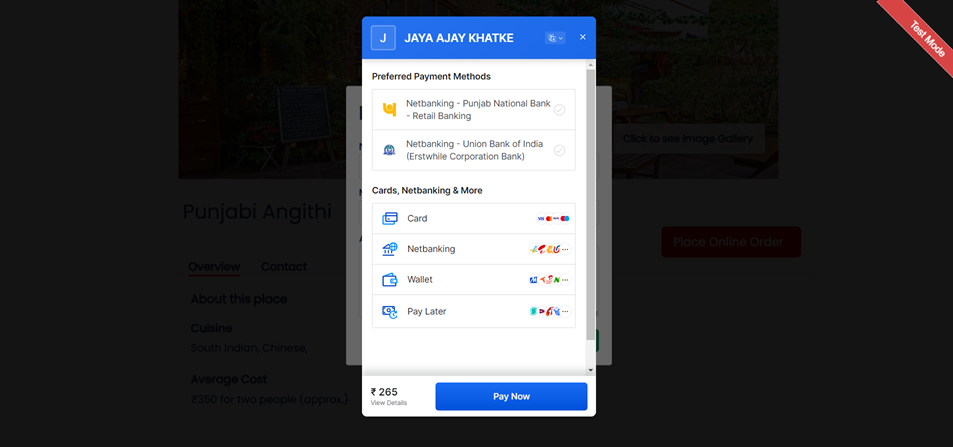 Test Mode
J
JAYA AJAY KHATKE
Preferred Payment Methods
Netbanking - Punjab National Bank
- Retail Banking
Netbanking - Union Bank of India
(Erstwhile Corporation Bank)
Cards, Netbanking & More
Card
VISA
Netbanking
Wallet
Pay Later
₹ 265
View Details
Pay Now
Click to see Image Gallery
Punjabi Angithi
Place Online Order
Overview
Contact
About this place
Cuisine
South Indian, Chinese,
Average Cost
₹350 for two people (approx.)